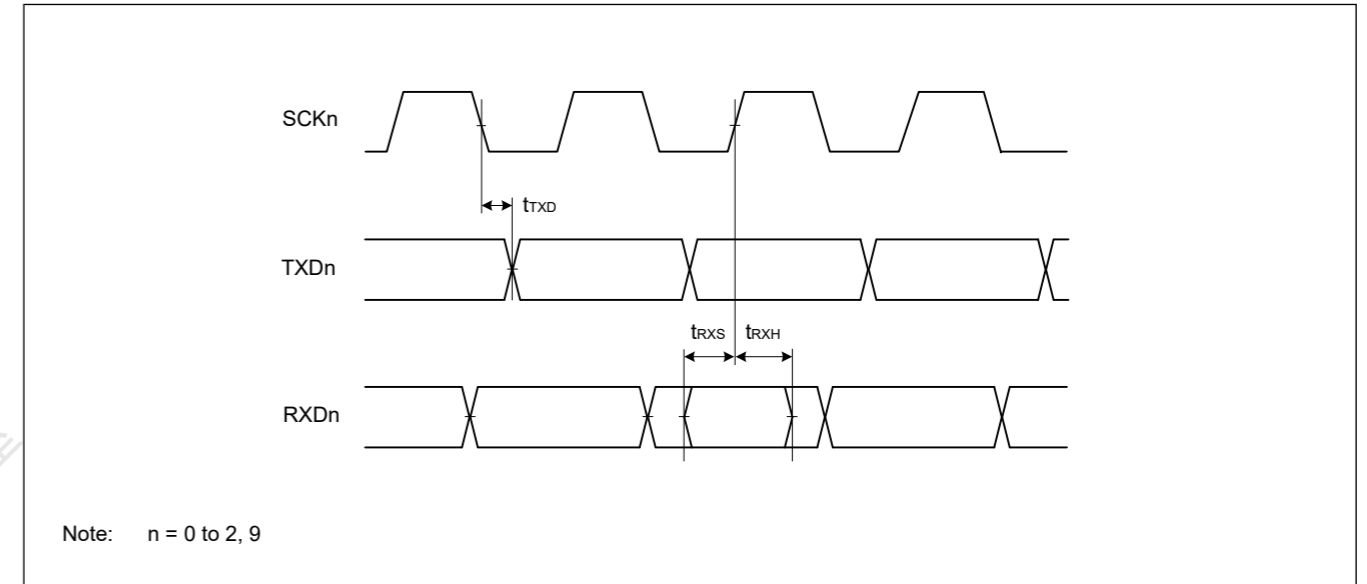 SCKn
tTXD
TXDn
tRXS tRXH
RXDn
Note: n = 0 to 2, 9